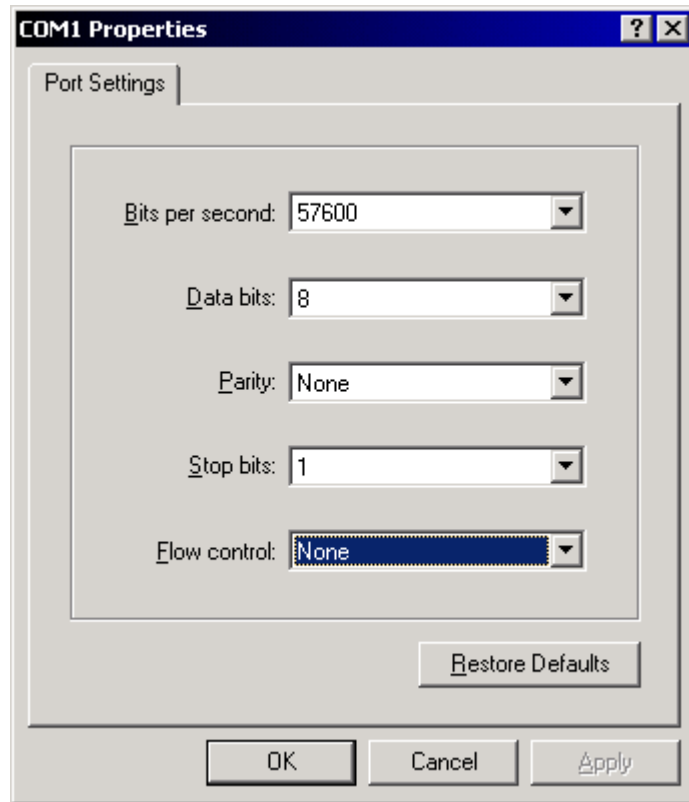 COM1 Properties
Port Settings
Bits per second: 57600
Data bits: 8
Parity: None
Stop bits: 1
Flow control: None
Restore Defaults
OK Cancel Apply